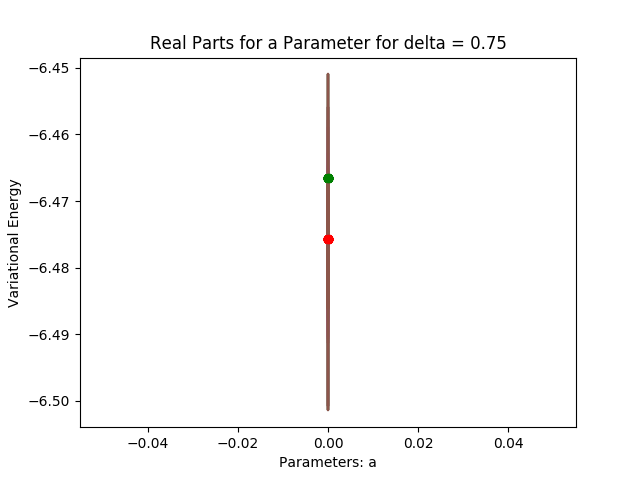 Real Parts for a Parameter for delta = 0.75
−6.45
−6.46
−6.47
−6.48
−6.49
−6.50
Variational Energy
−0.04 −0.02 0.00 0.02 0.04
Parameters: a